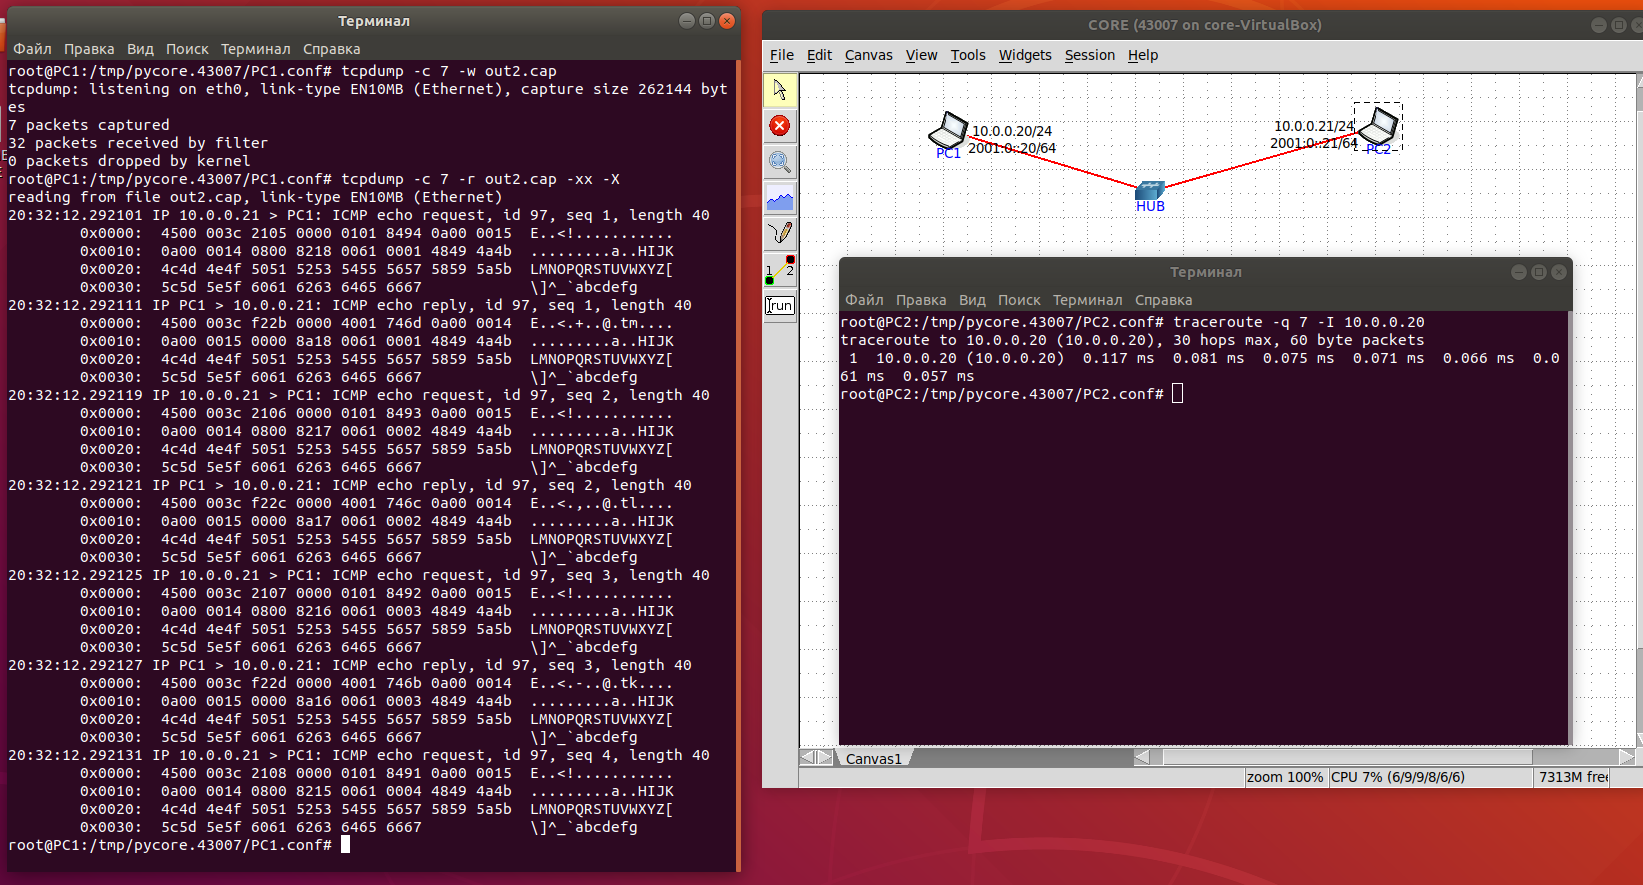 Терминал
Файл Правка Вид Поиск Терминал Справка
root@PC1:/tmp/pycore.43007/PC1.conf# tcpdump -c 7 -w out2.cap
tcpdump: listening on eth0, link-type EN10MB (Ethernet), capture size 262144 byt
es
7 packets captured
32 packets received by filter
0 packets dropped by kernel
root@PC1:/tmp/pycore.43007/PC1.conf# tcpdump -c 7 -r out2.cap -xx -X
reading from file out2.cap, link-type EN10MB (Ethernet)
20:32:12.292101 IP 10.0.0.21 > PC1: ICMP echo request, id 97, seq 1, length 40
0x0000: 4500 003c 2105 0000 0101 8494 0a00 0015 E..<!...........
0x0010: 0a00 0014 0800 8218 0061 0001 4849 4a4b .........a..HIJK
0x0020: 4c4d 4e4f 5051 5253 5455 5657 5859 5a5b LMNOPQRSTUVWXYZ[
0x0030: 5c5d 5e5f 6061 6263 6465 6667 \]^_`abcdefg
20:32:12.292111 IP PC1 > 10.0.0.21: ICMP echo reply, id 97, seq 1, length 40
0x0000: 4500 003c f22b 0000 4001 746d 0a00 0014 E..<.+..@.tm....
0x0010: 0a00 0015 0000 8a18 0061 0001 4849 4a4b .........a..HIJK
0x0020: 4c4d 4e4f 5051 5253 5455 5657 5859 5a5b LMNOPQRSTUVWXYZ[
0x0030: 5c5d 5e5f 6061 6263 6465 6667 \]^_`abcdefg
20:32:12.292119 IP 10.0.0.21 > PC1: ICMP echo request, id 97, seq 2, length 40
0x0000: 4500 003c 2106 0000 0101 8493 0a00 0015 E..<!...........
0x0010: 0a00 0014 0800 8217 0061 0002 4849 4a4b .........a..HIJK
0x0020: 4c4d 4e4f 5051 5253 5455 5657 5859 5a5b LMNOPQRSTUVWXYZ[
0x0030: 5c5d 5e5f 6061 6263 6465 6667 \]^_`abcdefg
20:32:12.292121 IP PC1 > 10.0.0.21: ICMP echo reply, id 97, seq 2, length 40
0x0000: 4500 003c f22c 0000 4001 746c 0a00 0014 E..<.,..@.tl....
0x0010: 0a00 0015 0000 8a17 0061 0002 4849 4a4b .........a..HIJK
0x0020: 4c4d 4e4f 5051 5253 5455 5657 5859 5a5b LMNOPQRSTUVWXYZ[
0x0030: 5c5d 5e5f 6061 6263 6465 6667 \]^_`abcdefg
20:32:12.292125 IP 10.0.0.21 > PC1: ICMP echo request, id 97, seq 3, length 40
0x0000: 4500 003c 2107 0000 0101 8492 0a00 0015 E..<!...........
0x0010: 0a00 0014 0800 8216 0061 0003 4849 4a4b .........a..HIJK
0x0020: 4c4d 4e4f 5051 5253 5455 5657 5859 5a5b LMNOPQRSTUVWXYZ[
0x0030: 5c5d 5e5f 6061 6263 6465 6667 \]^_`abcdefg
20:32:12.292127 IP PC1 > 10.0.0.21: ICMP echo reply, id 97, seq 3, length 40
0x0000: 4500 003c f22d 0000 4001 746b 0a00 0014 E..<.-..@.tk....
0x0010: 0a00 0015 0000 8a16 0061 0003 4849 4a4b .........a..HIJK
0x0020: 4c4d 4e4f 5051 5253 5455 5657 5859 5a5b LMNOPQRSTUVWXYZ[
0x0030: 5c5d 5e5f 6061 6263 6465 6667 \]^_`abcdefg
20:32:12.292131 IP 10.0.0.21 > PC1: ICMP echo request, id 97, seq 4, length 40
0x0000: 4500 003c 2108 0000 0101 8491 0a00 0015 E..<!...........
0x0010: 0a00 0014 0800 8215 0061 0004 4849 4a4b .........a..HIJK
0x0020: 4c4d 4e4f 5051 5253 5455 5657 5859 5a5b LMNOPQRSTUVWXYZ[
0x0030: 5c5d 5e5f 6061 6263 6465 6667 \]^_`abcdefg
root@PC1:/tmp/pycore.43007/PC1.conf#
CORE (43007 on core-VirtualBox)
File Edit Canvas View Tools Widgets Session Help
10.0.0.20/24
2001:0::20/64
PC1
10.0.0.21/24
2001:0::21/64
PC2
HUB
1 2
run
Терминал
Файл Правка Вид Поиск Терминал Справка
root@PC2:/tmp/pycore.43007/PC2.conf# traceroute -q 7 -I 10.0.0.20
traceroute to 10.0.0.20 (10.0.0.20), 30 hops max, 60 byte packets
1 10.0.0.20 (10.0.0.20) 0.117 ms 0.081 ms 0.075 ms 0.071 ms 0.066 ms 0.0
61 ms 0.057 ms
root@PC2:/tmp/pycore.43007/PC2.conf#
Canvas1
zoom 100% CPU 7% (6/9/9/8/6/6) 7313M free